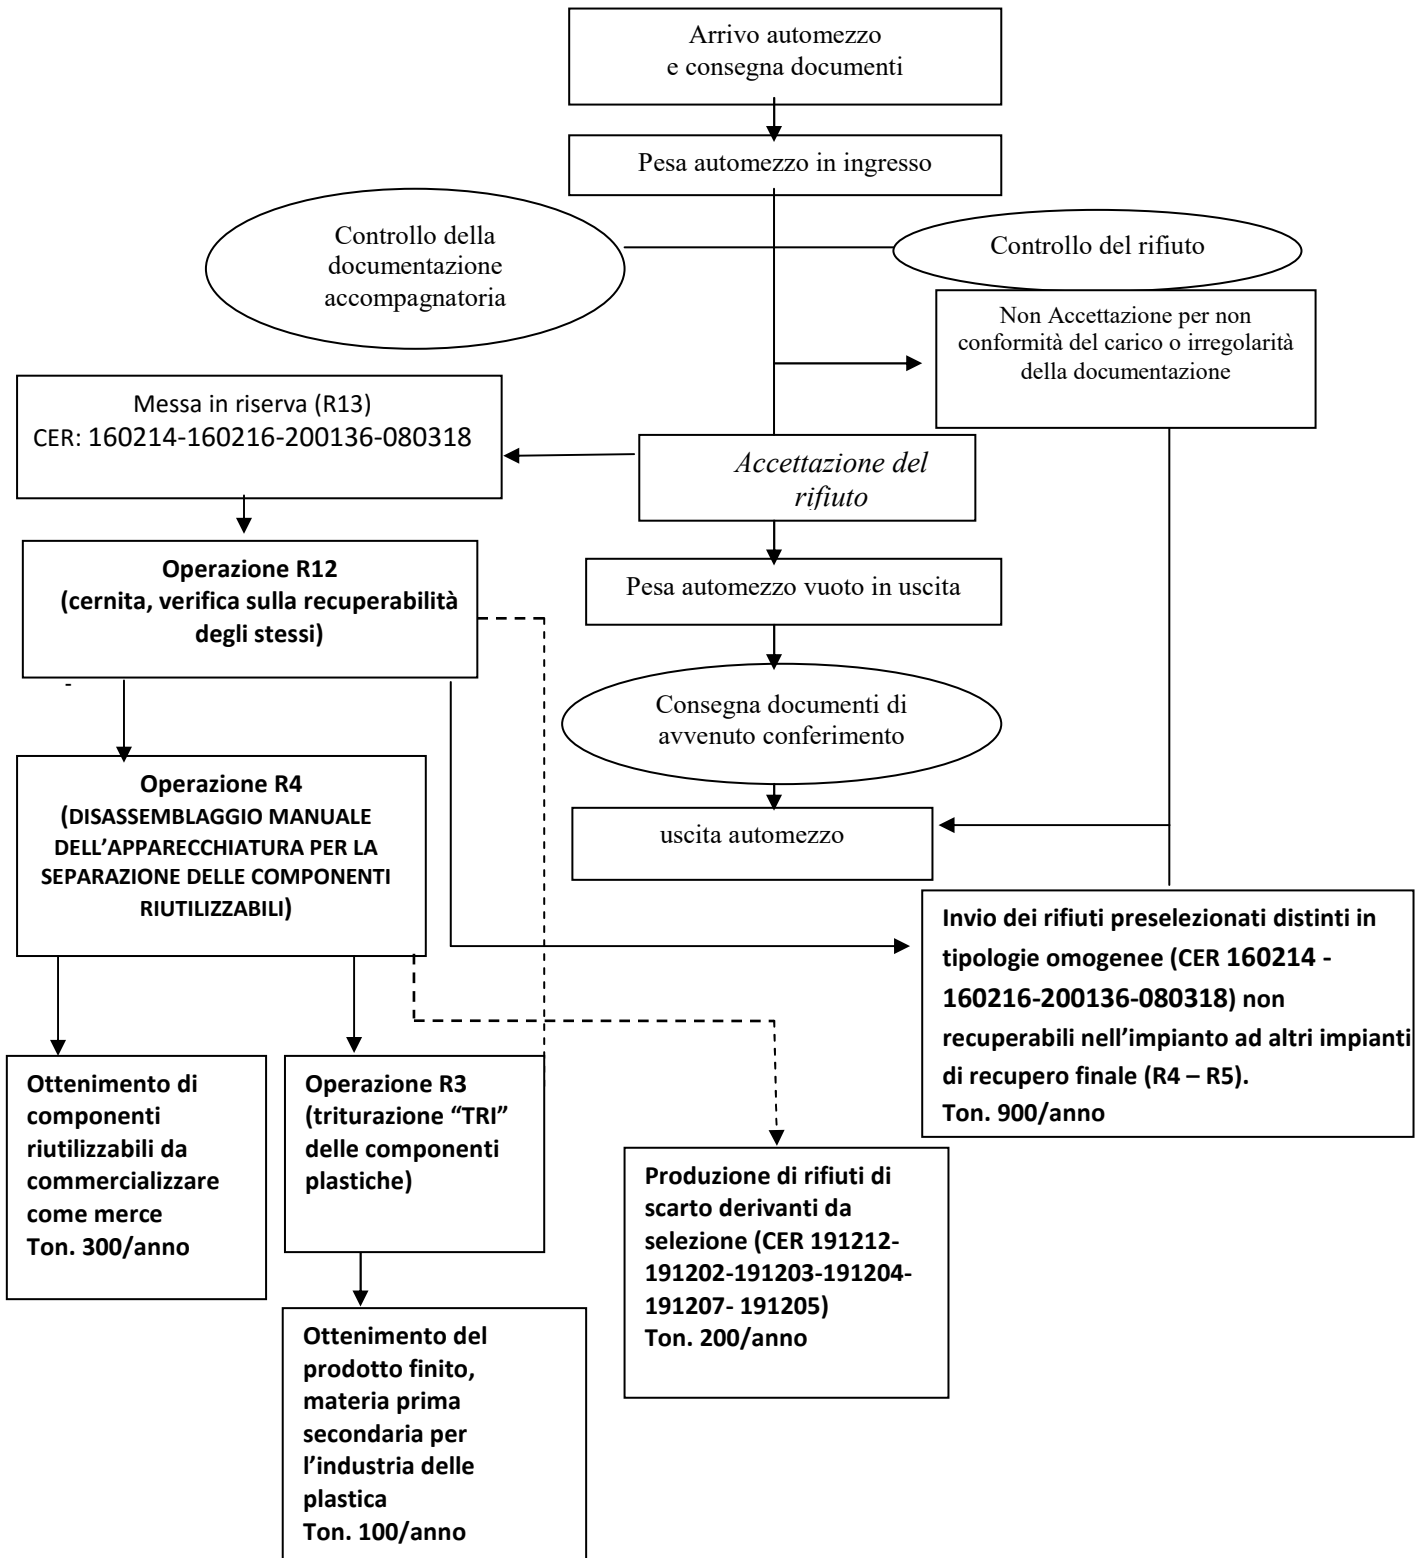 Arrivo automezzo
e consegna documenti
Pesa automezzo in ingresso
Controllo della
documentazione
accompagnatoria
Controllo del rifiuto
Non Accettazione per non
conformità del carico o irregolarità
della documentazione
Messa in riserva (R13)
CER: 160214-160216-200136-080318
Accettazione del
rifiuto
Operazione R12
(cernita, verifica sulla recuperabilità
degli stessi)
-
Pesa automezzo vuoto in uscita
Consegna documenti di
avvenuto conferimento
Operazione R4
(DISASSEMBLAGGIO MANUALE
DELL’APPARECCHIATURA PER LA
SEPARAZIONE DELLE COMPONENTI
RIUTILIZZABILI)
uscita automezzo
Invio dei rifiuti preselezionati distinti in
tipologie omogenee (CER 160214 -
160216-200136-080318) non
recuperabili nell’impianto ad altri impianti
di recupero finale (R4 – R5).
Ton. 900/anno
Ottenimento di
componenti
riutilizzabili da
commercializzare
come merce
Ton. 300/anno
Operazione R3
(triturazione “TRI”
delle componenti
plastiche)
Produzione di rifiuti di
scarto derivanti da
selezione (CER 191212-
191202-191203-191204-
191207- 191205)
Ton. 200/anno
Ottenimento del
prodotto finito,
materia prima
secondaria per
l’industria delle
plastica
Ton. 100/anno